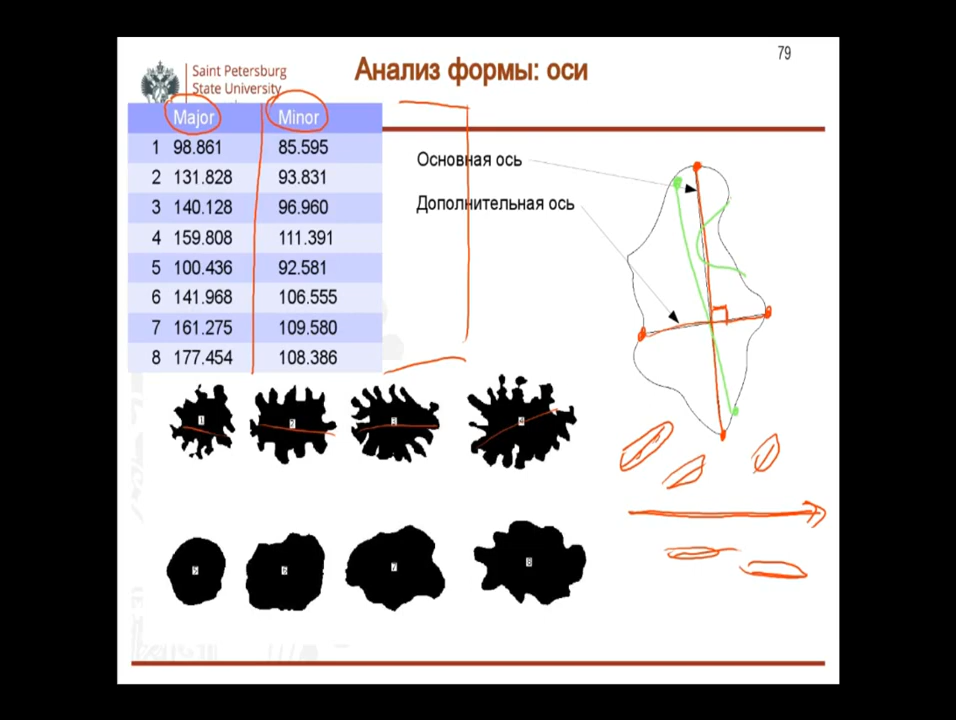 79
Saint Petersburg
State University
Анализ формы: оси
Major Minor
1 98.861 85.595
2 131.828 93.831
3 140.128 96.960
4 159.808 111.391
5 100.436 92.581
6 141.968 106.555
7 161.275 109.580
8 177.454 108.386
Основная ось
Дополнительная ось
1 2 3 4
5 6 7 8